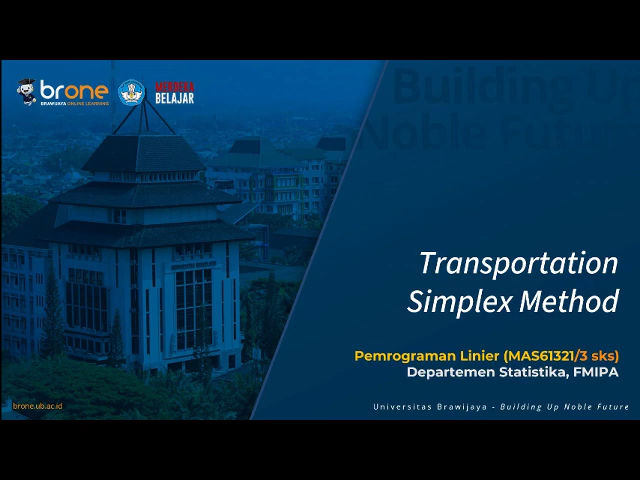 brone
BRAWIJAYA ONLINE LEARNING
MERDEKA
BELAJAR
Building U
Noble Future
Transportation
Simplex Method
Pemrograman Linier (MAS61321/3 sks)
Departemen Statistika, FMIPA
brone.ub.ac.id
Universitas Brawijaya - Building Up Noble Future